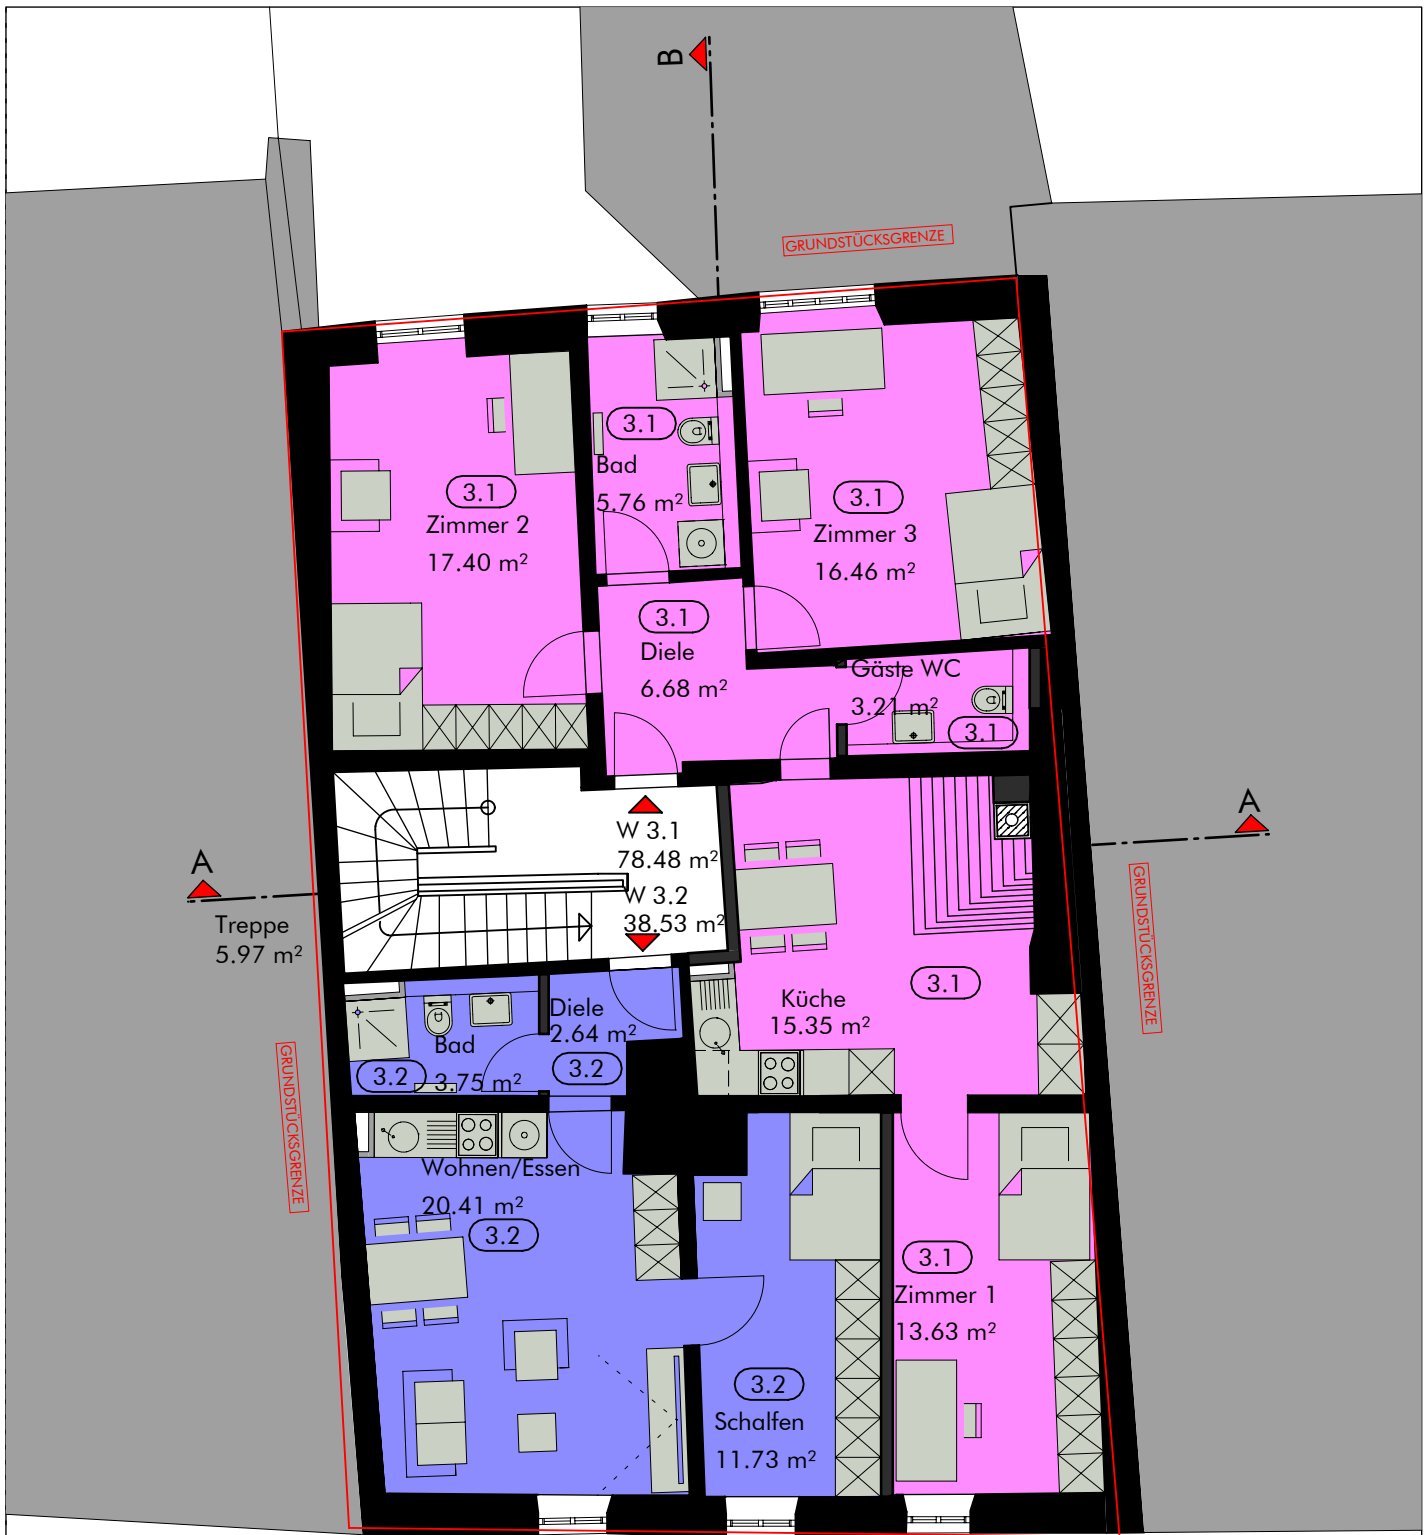 B
GRUNDSTÜCKSGRENZE
3.1
Bad
5.76 m²
3.1
Zimmer 2
17.40 m²
3.1
Zimmer 3
16.46 m²
3.1
Diele
6.68 m²
Gäste WC
3.21 m²
3.1
W 3.1
78.48 m²
W 3.2
38.53 m²
A
A
Treppe
5.97 m²
GRUNDSTÜCKSGRENZE
3.1
Küche
15.35 m²
Diele
2.64 m²
3.2
Bad
3.75 m²
3.2
GRUNDSTÜCKSGRENZE
Wohnen/Essen
20.41 m²
3.2
3.1
Zimmer 1
13.63 m²
3.2
Schalfen
11.73 m²